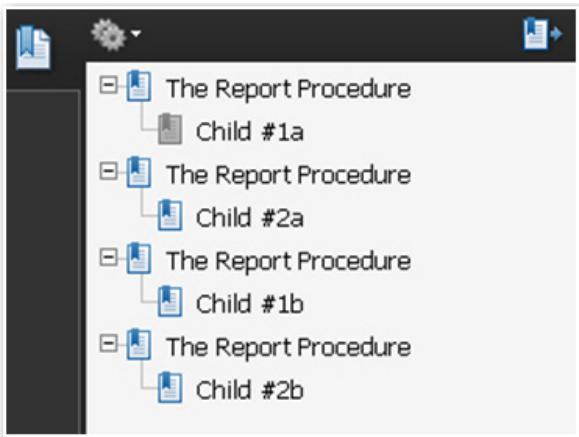 The Report Procedure
Child #1a
The Report Procedure
Child #2a
The Report Procedure
Child #1b
The Report Procedure
Child #2b